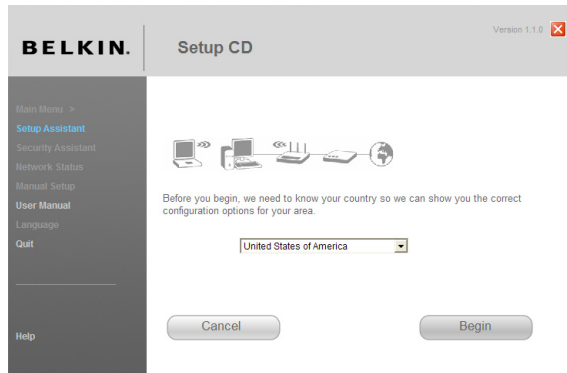 BELKIN.
Setup CD
Version 1.1.0
Main Menu >
Setup Assistant
Security Assistant
Network Status
Manual Setup
User Manual
Language
Quit
Help
Before you begin, we need to know your country so we can show you the correct
configuration options for your area.
United States of America
Cancel
Begin